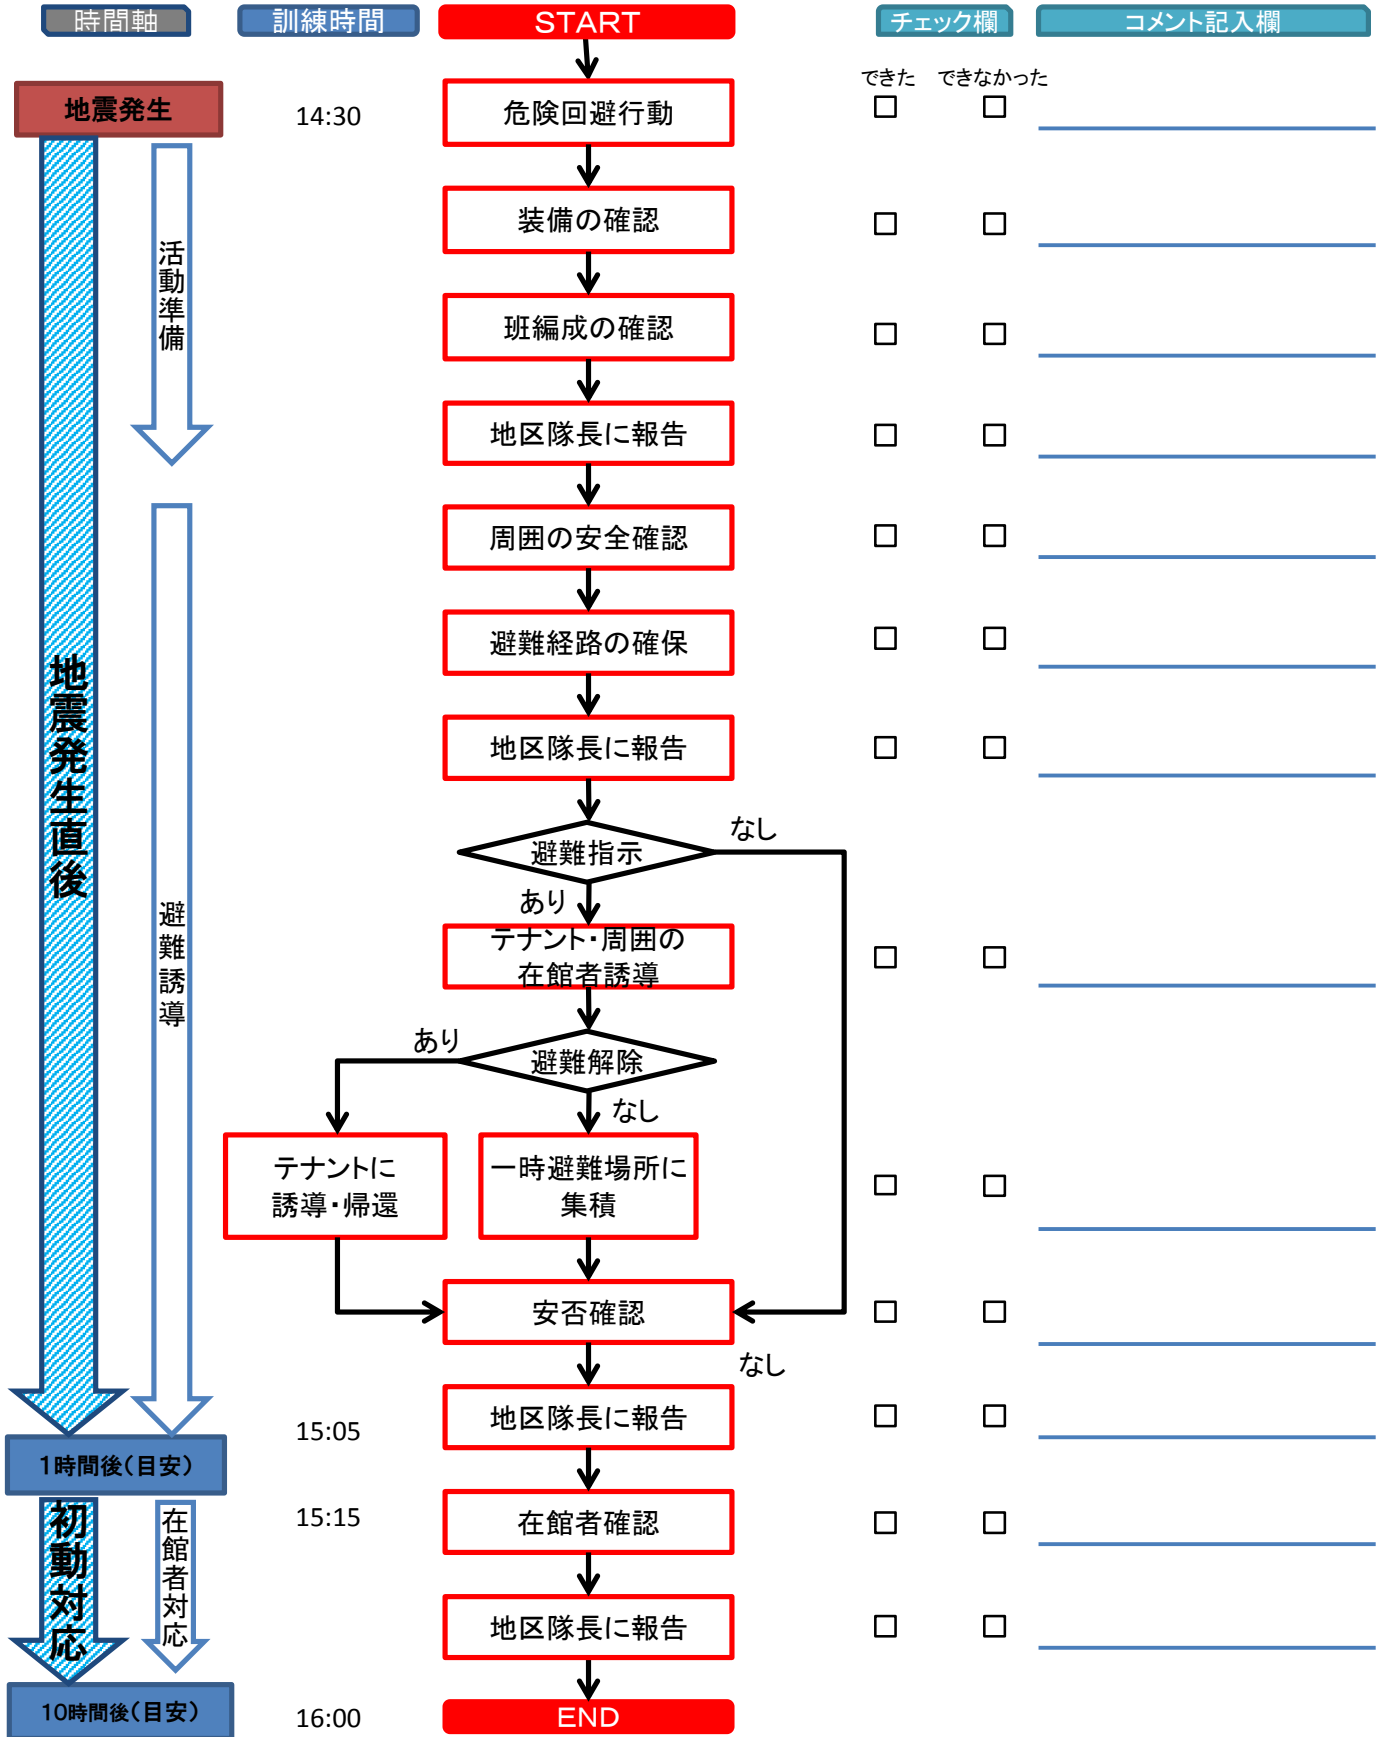 時間軸
訓練時間
START
チェック欄
コメント記入欄
できた
できなかった
地震発生
14:30
危険回避行動
装備の確認
活動準備
班編成の確認
地区隊長に報告
周囲の安全確認
避難経路の確保
地震発生直後
地区隊長に報告
なし
避難指示
あり
避難誘導
テナント・周囲の
在館者誘導
あり
避難解除
なし
テナントに
誘導・帰還
一時避難場所に
集積
安否確認
なし
15:05
地区隊長に報告
1時間後(目安)
初動対応
在館者対応
15:15
在館者確認
地区隊長に報告
10時間後(目安)
16:00
END